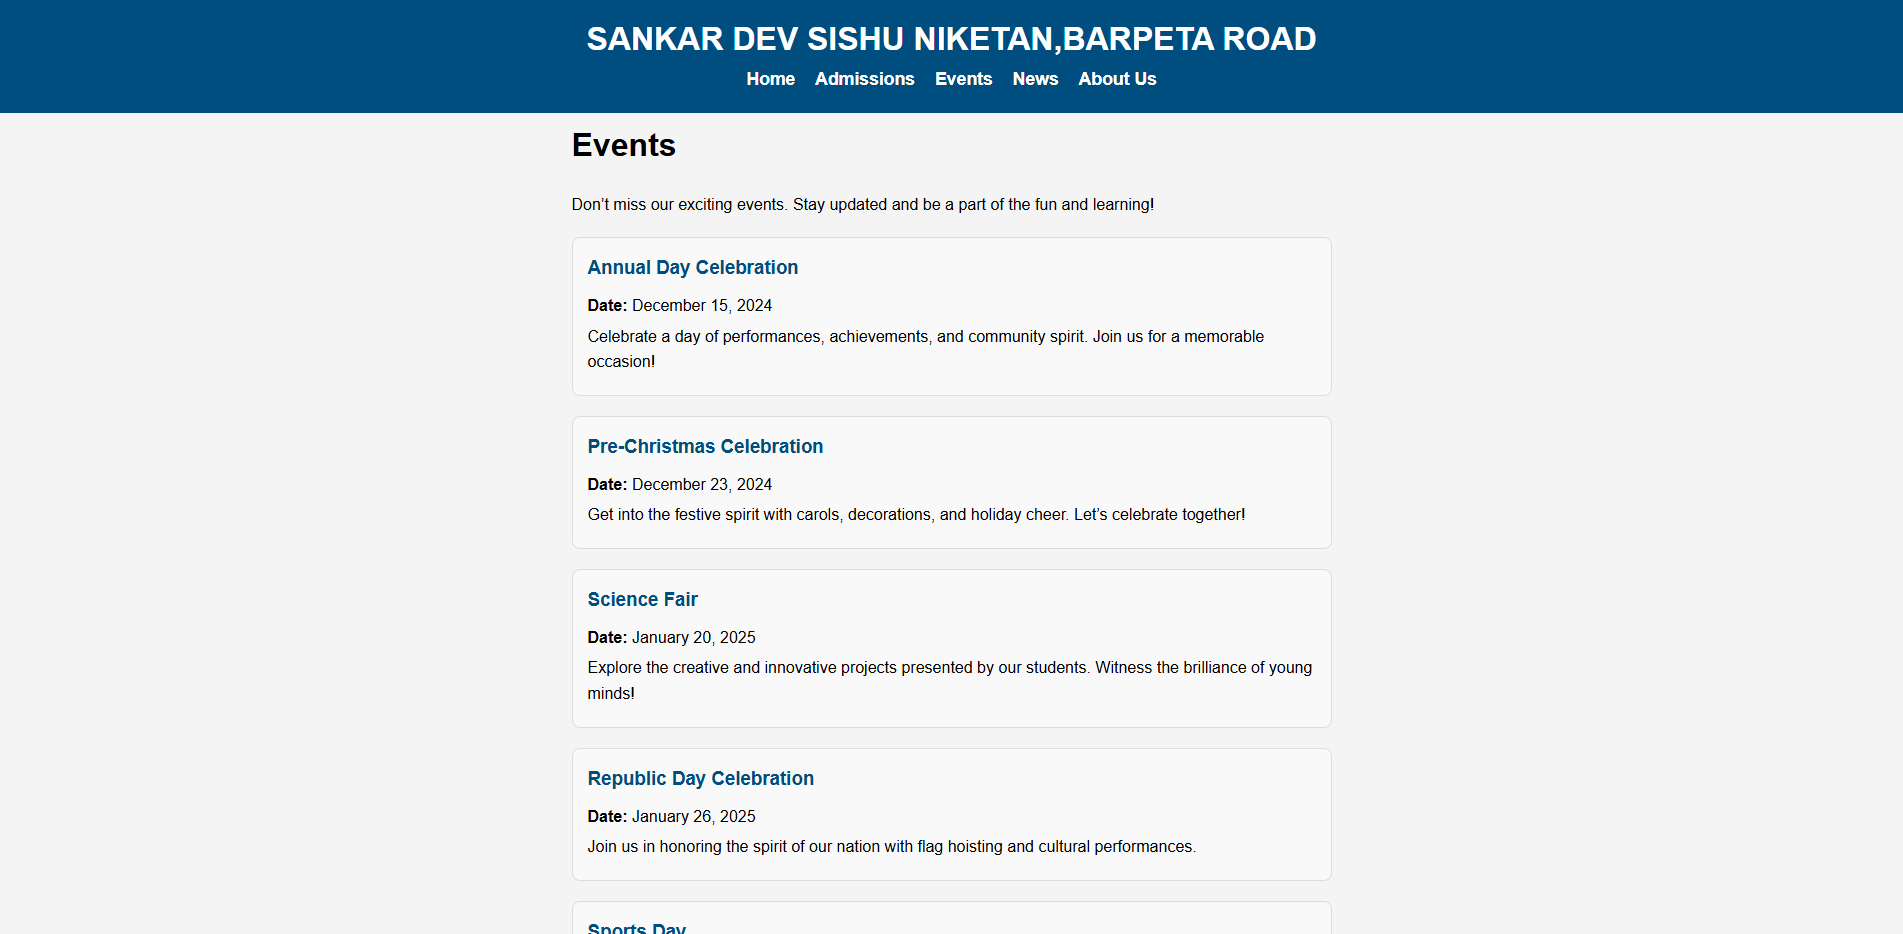 SANKAR DEV SISHU NIKETAN,BARPETA ROAD
Home Admissions Events News About Us
Events
Don’t miss our exciting events. Stay updated and be a part of the fun and learning!
Annual Day Celebration
Date: December 15, 2024
Celebrate a day of performances, achievements, and community spirit. Join us for a memorable
occasion!
Pre-Christmas Celebration
Date: December 23, 2024
Get into the festive spirit with carols, decorations, and holiday cheer. Let’s celebrate together!
Science Fair
Date: January 20, 2025
Explore the creative and innovative projects presented by our students. Witness the brilliance of young
minds!
Republic Day Celebration
Date: January 26, 2025
Join us in honoring the spirit of our nation with flag hoisting and cultural performances.
Sports Day